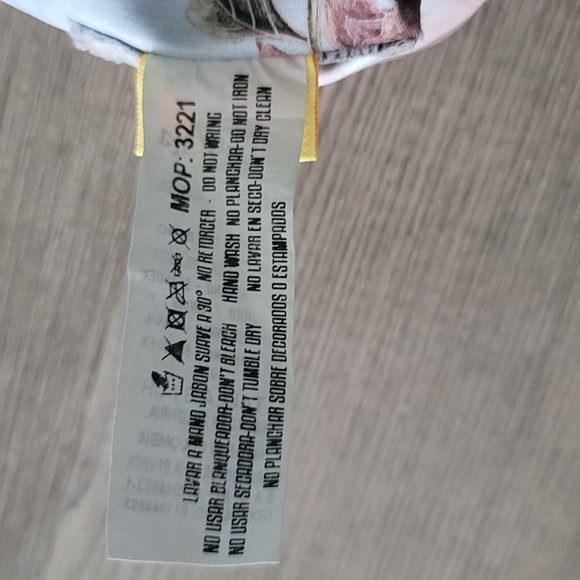 MOP: 3221
LAVAR A MANO JABON SUAVE A 30° NO RETORCER - DO NOT WRING
NO USAR BLANQUEADOR-DON'T BLEACH HAND WASH NO PLANCHAR-DO NOT IRON
NO USAR SECADORA-DON'T TUMBLE DRY NO LAVAR EN SECO-DON'T DRY CLEAN
NO PLANCHAR SOBRE DECORADOS O ESTAMPADOS